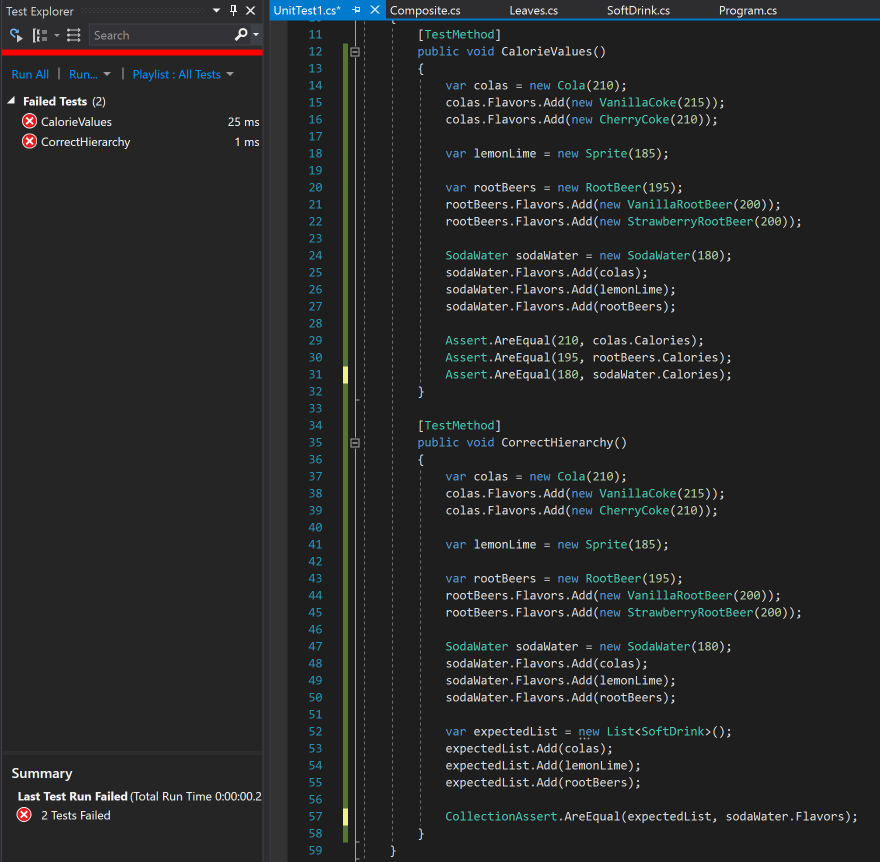 Test Explorer
Search
Run All | Run... | Playlist : All Tests
Failed Tests (2)
CalorieValues 25 ms
CorrectHierarchy 1 ms
Summary
Last Test Run Failed (Total Run Time 0:00:00.2
2 Tests Failed
UnitTest1.cs* Composite.cs Leaves.cs SoftDrink.cs Program.cs
11 [TestMethod]
12 public void CalorieValues()
13 {
14 var colas = new Cola(210);
15 colas.Flavors.Add(new VanillaCoke(215));
16 colas.Flavors.Add(new CherryCoke(210));
17
18 var lemonLime = new Sprite(185);
19
20 var rootBeers = new RootBeer(195);
21 rootBeers.Flavors.Add(new VanillaRootBeer(200));
22 rootBeers.Flavors.Add(new StrawberryRootBeer(200));
23
24 SodaWater sodaWater = new SodaWater(180);
25 sodaWater.Flavors.Add(colas);
26 sodaWater.Flavors.Add(lemonLime);
27 sodaWater.Flavors.Add(rootBeers);
28
29 Assert.AreEqual(210, colas.Calories);
30 Assert.AreEqual(195, rootBeers.Calories);
31 Assert.AreEqual(180, sodaWater.Calories);
32 }
33
34 [TestMethod]
35 public void CorrectHierarchy()
36 {
37 var colas = new Cola(210);
38 colas.Flavors.Add(new VanillaCoke(215));
39 colas.Flavors.Add(new CherryCoke(210));
40
41 var lemonLime = new Sprite(185);
42
43 var rootBeers = new RootBeer(195);
44 rootBeers.Flavors.Add(new VanillaRootBeer(200));
45 rootBeers.Flavors.Add(new StrawberryRootBeer(200));
46
47 SodaWater sodaWater = new SodaWater(180);
48 sodaWater.Flavors.Add(colas);
49 sodaWater.Flavors.Add(lemonLime);
50 sodaWater.Flavors.Add(rootBeers);
51
52 var expectedList = new List<SoftDrink>();
53 expectedList.Add(colas);
54 expectedList.Add(lemonLime);
55 expectedList.Add(rootBeers);
56
57 CollectionAssert.AreEqual(expectedList, sodaWater.Flavors);
58 }
59 }